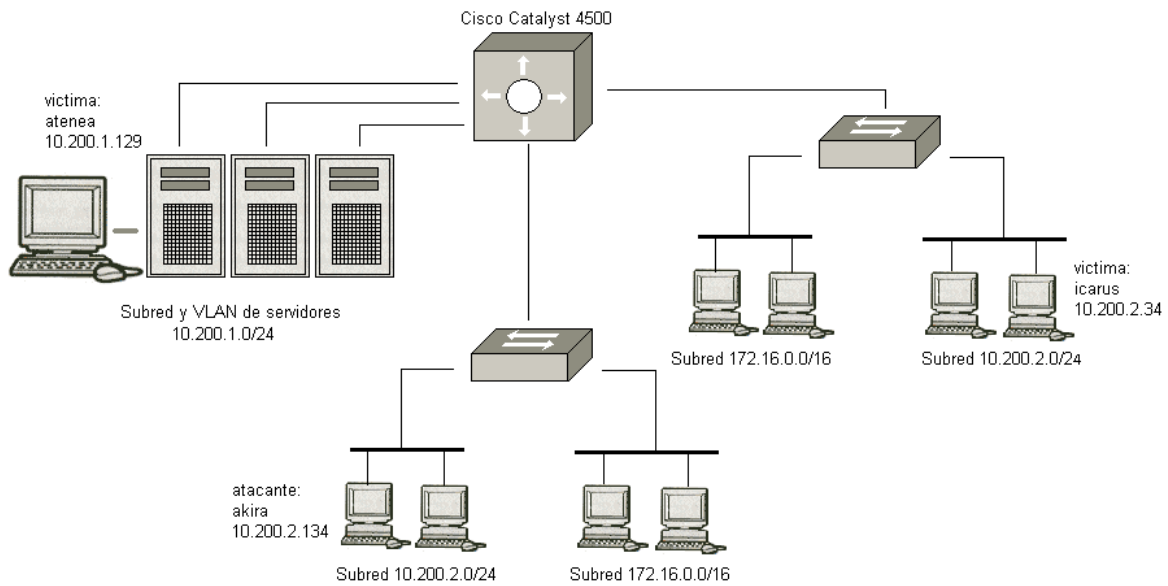 Cisco Catalyst 4500
victima:
atenea
10.200.1.129
Subred y VLAN de servidores
10.200.1.0/24
victima:
icarus
10.200.2.34
Subred 172.16.0.0/16
Subred 10.200.2.0/24
atacante:
akira
10.200.2.134
Subred 10.200.2.0/24
Subred 172.16.0.0/16